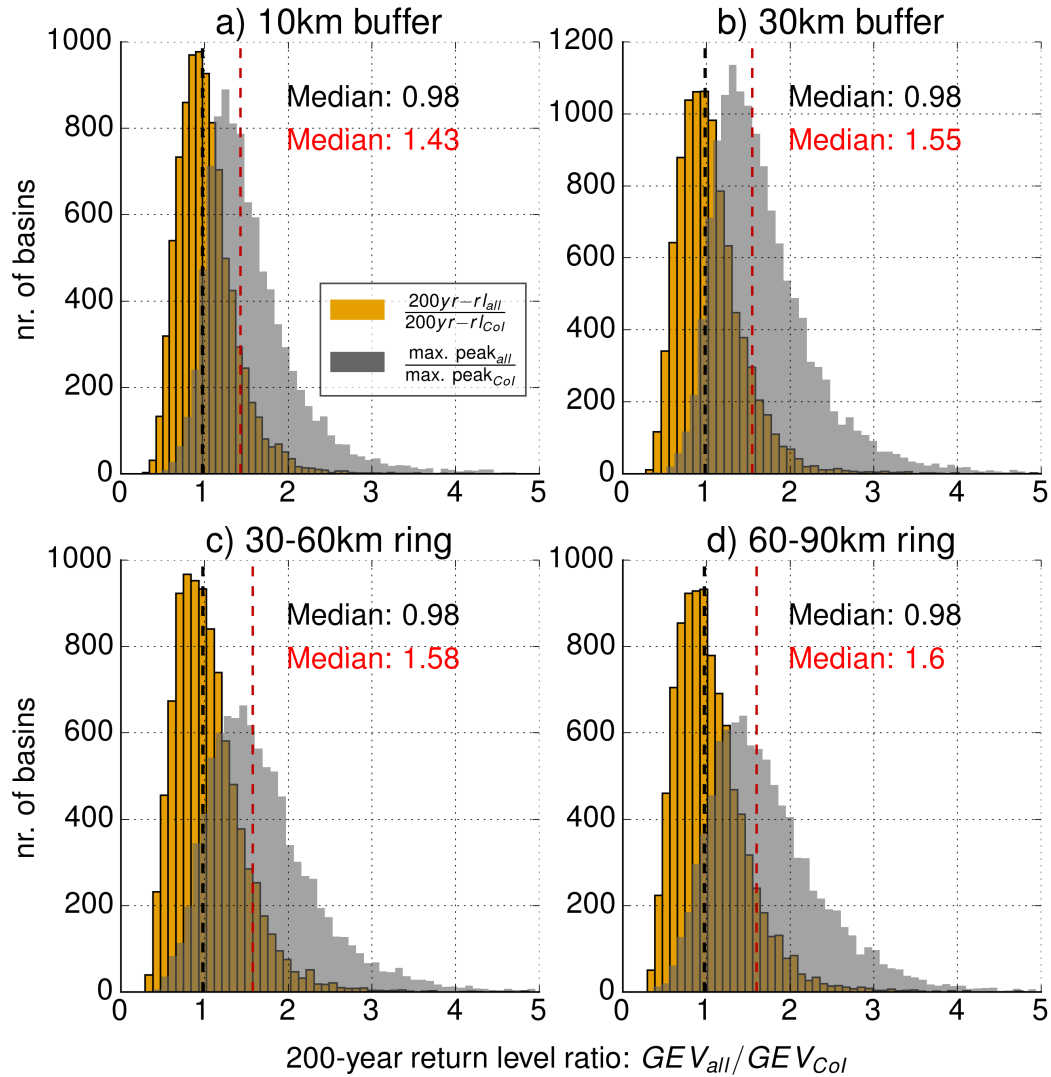 a) 10km buffer
1000
800
600
400
200
0
nr. of basins
Median: 0.98
Median: 1.43
200yr−rl_all
200yr−rl_CoI
max. peak_all
max. peak_CoI
0 1 2 3 4 5
b) 30km buffer
1200
1000
800
600
400
200
0
Median: 0.98
Median: 1.55
0 1 2 3 4 5
c) 30-60km ring
1000
800
600
400
200
0
nr. of basins
Median: 0.98
Median: 1.58
0 1 2 3 4 5
d) 60-90km ring
1000
800
600
400
200
0
Median: 0.98
Median: 1.6
0 1 2 3 4 5
200-year return level ratio: GEV_all/GEV_CoI